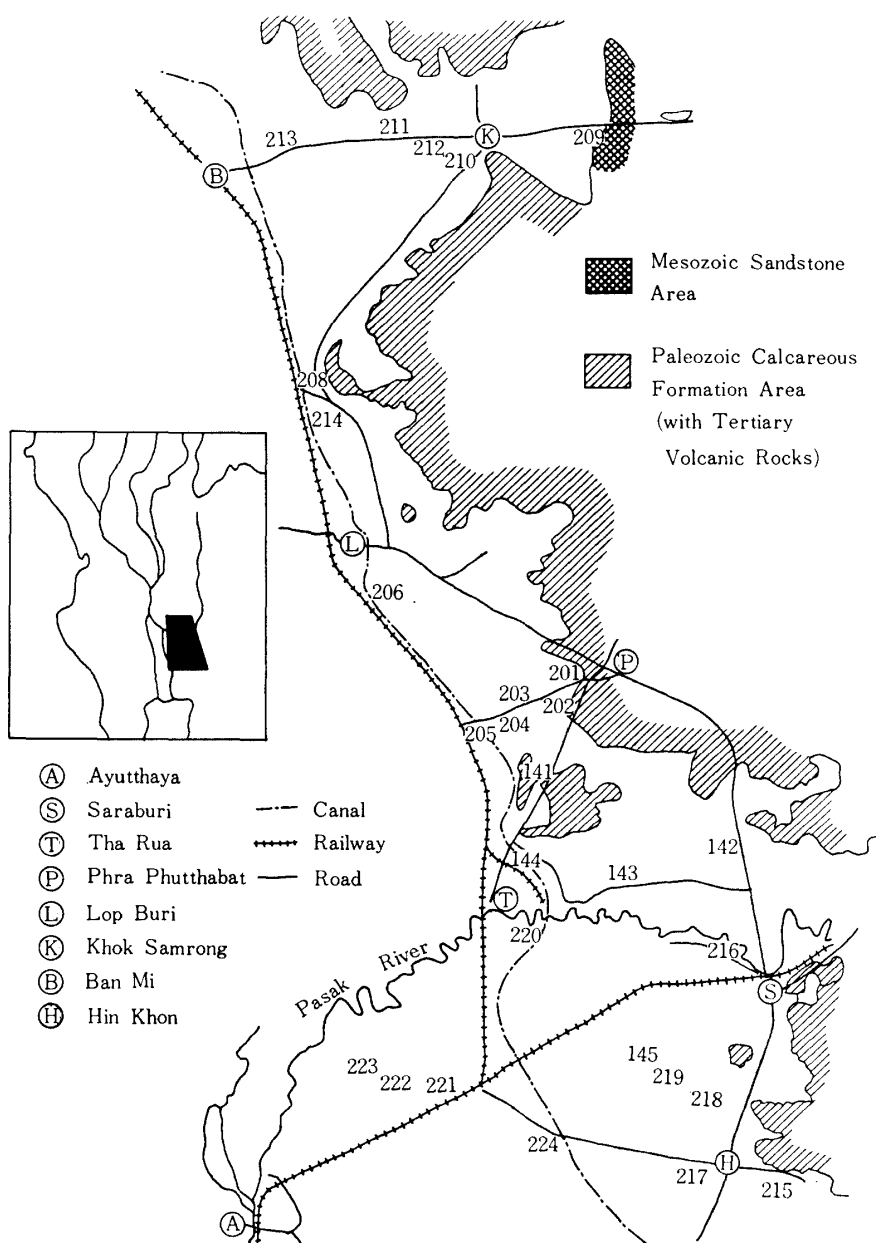 213
211
K
212
209
210
B
Mesozoic Sandstone
Area
Paleozoic Calcareous
Formation Area
(with Tertiary
Volcanic Rocks)
208
214
L
206
P
201
203
202
204
205
141
142
144
143
T
220
216
Pasak River
S
145
219
218
223
222
221
224
H
217
215
A
A Ayutthaya
S Saraburi
T Tha Rua
P Phra Phutthabat
L Lop Buri
K Khok Samrong
B Ban Mi
H Hin Khon
Canal
Railway
Road